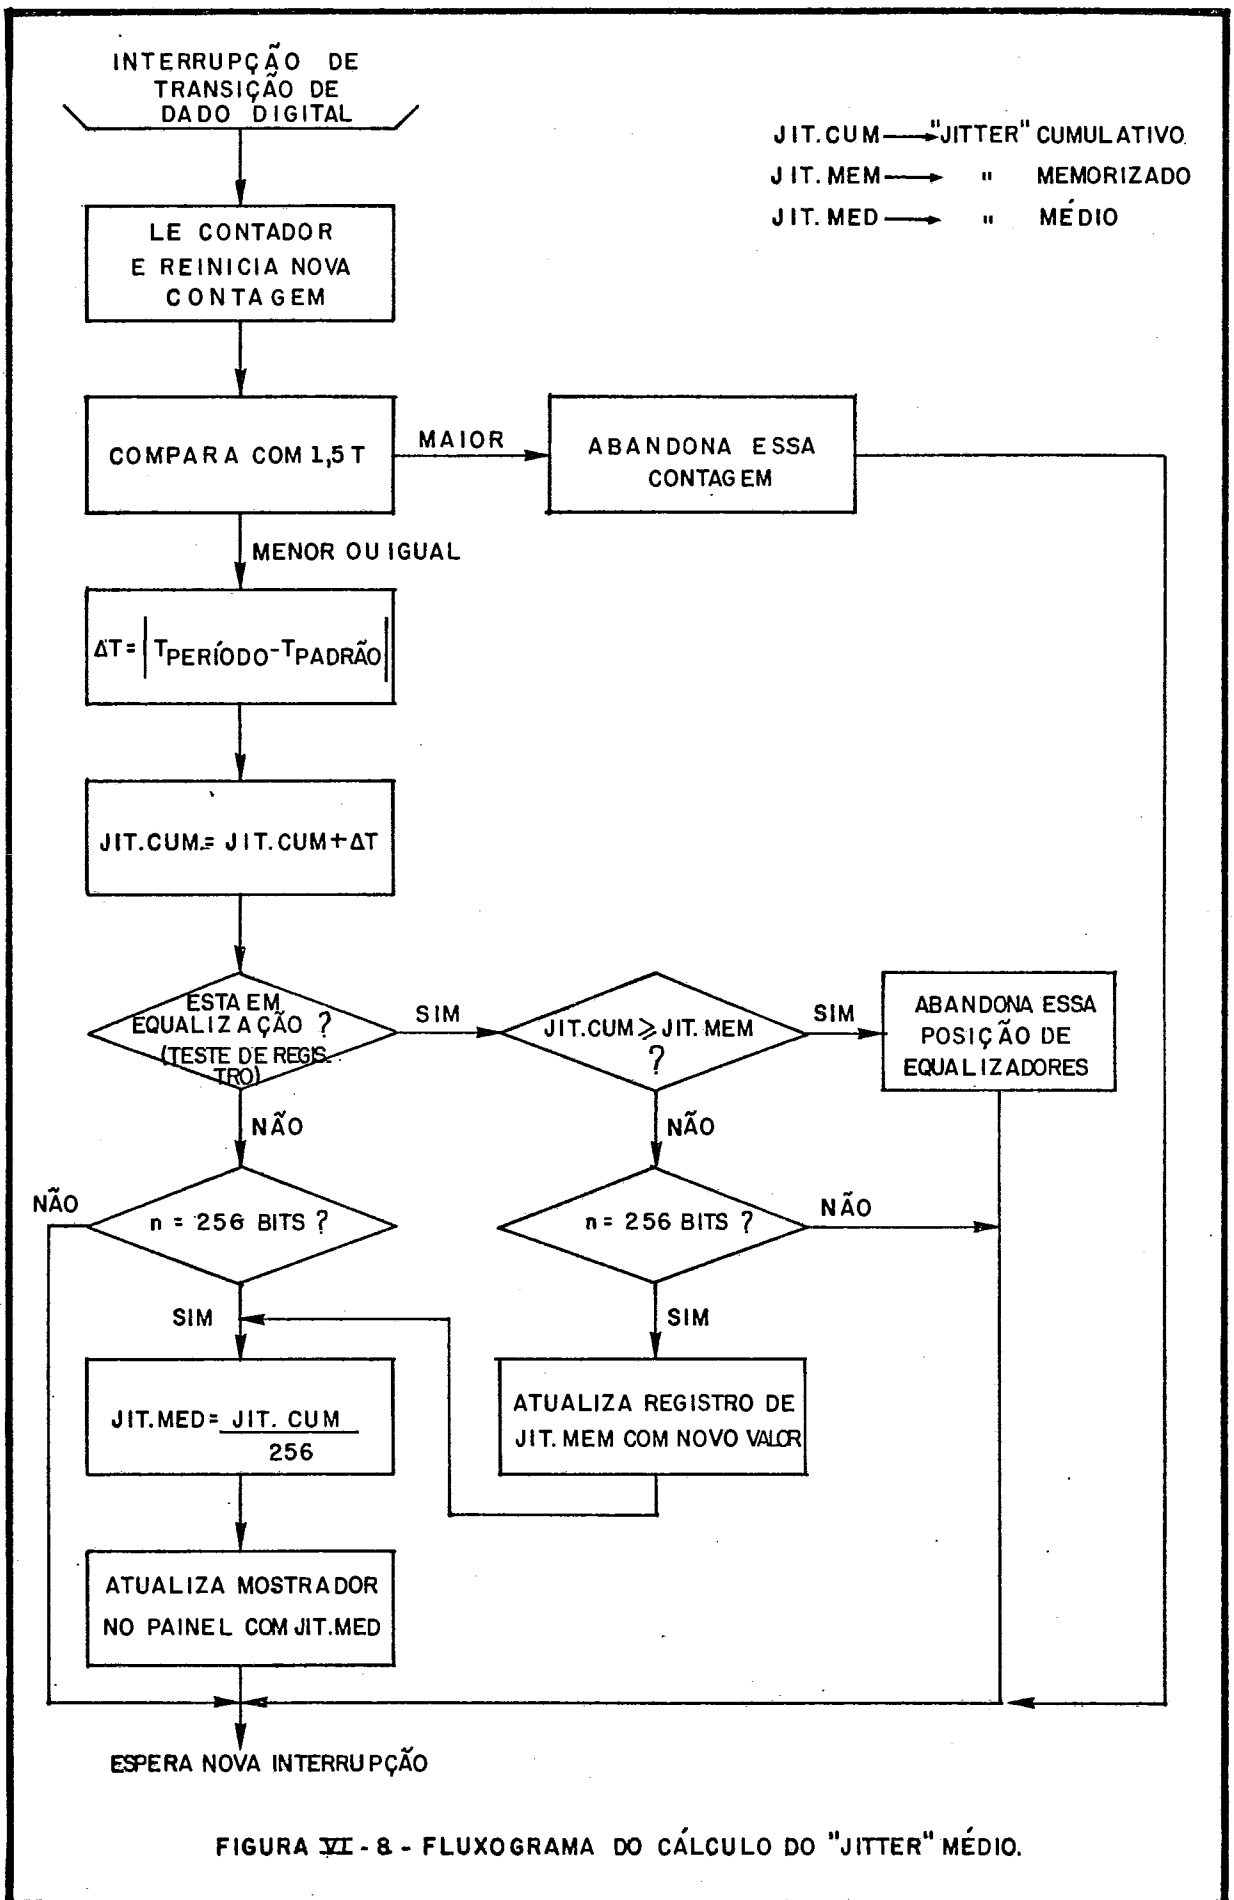 INTERRUPÇÃO DE
TRANSIÇÃO DE
DADO DIGITAL
JIT.CUM → "JITTER" CUMULATIVO
JIT. MEM → " MEMORIZADO
JIT. MED → " MÉDIO
LE CONTADOR
E REINICIA NOVA
CONTAGEM
COMPARA COM 1,5 T
MAIOR
ABANDONA ESSA
CONTAGEM
MENOR OU IGUAL
ΔT = | TPERÍODO - TPADRÃO |
JIT.CUM = JIT.CUM + ΔT
ESTA EM
EQUALIZAÇÃO ?
(TESTE DE REGIS-
TRO)
SIM
JIT.CUM ⩾ JIT. MEM
?
SIM
ABANDONA ESSA
POSIÇÃO DE
EQUALIZADORES
NÃO
NÃO
NÃO
n = 256 BITS ?
n = 256 BITS ?
NÃO
SIM
SIM
JIT.MED = JIT. CUM
256
ATUALIZA REGISTRO DE
JIT. MEM COM NOVO VALOR
ATUALIZA MOSTRADOR
NO PAINEL COM JIT.MED
ESPERA NOVA INTERRUPÇÃO
FIGURA VI - 8 - FLUXOGRAMA DO CÁLCULO DO "JITTER" MÉDIO.